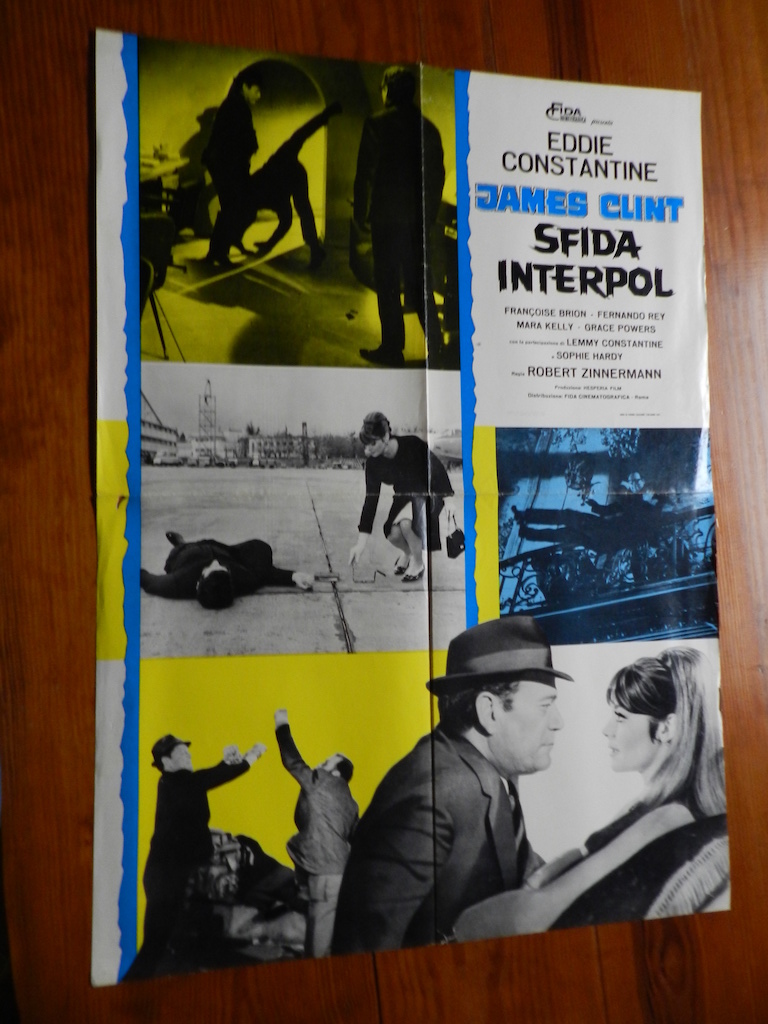 FIDA
presenta
EDDIE
CONSTANTINE
JAMES CLINT
SFIDA
INTERPOL
FRANÇOISE BRION - FERNANDO REY
MARA KELLY - GRACE POWERS
con la partecipazione di LEMMY CONSTANTINE
e SOPHIE HARDY
Regia ROBERT ZINNERMANN
Produzione: HESPERIA FILM
Distribuzione: FIDA CINEMATOGRAFICA - Roma